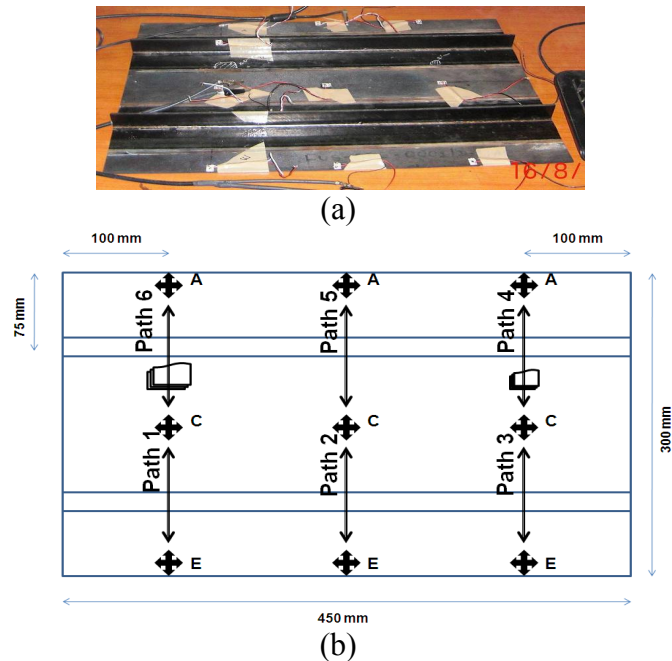 16/8/
(a)
100 mm
100 mm
75 mm
A
A
A
Path 6
Path 5
Path 4
C
C
C
Path 1
Path 2
Path 3
300 mm
E
E
E
450 mm
(b)